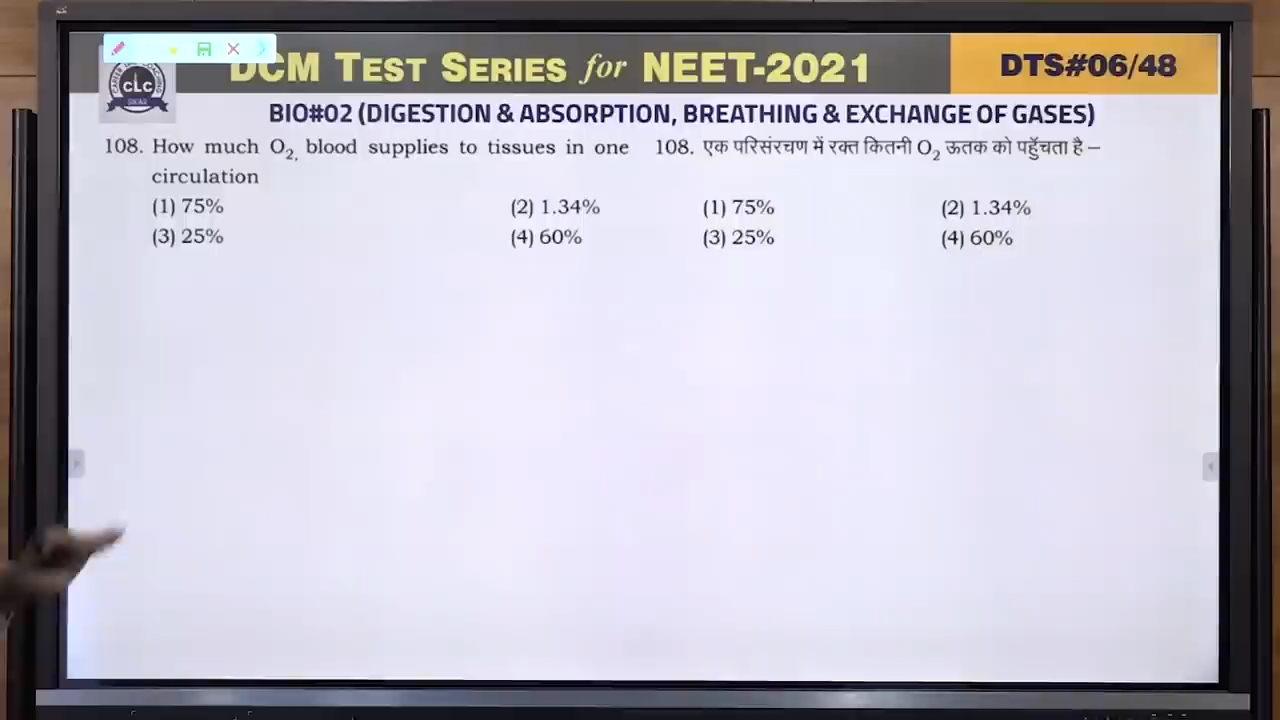 DCM TEST SERIES for NEET-2021
DTS#06/48
CLC
BIO#02 (DIGESTION & ABSORPTION, BREATHING & EXCHANGE OF GASES)
108. How much O2, blood supplies to tissues in one
circulation
(1) 75% (2) 1.34%
(3) 25% (4) 60%
108. एक परिसंरचण में रक्त कितनी O2 ऊतक को पहुँचता है –
(1) 75% (2) 1.34%
(3) 25% (4) 60%